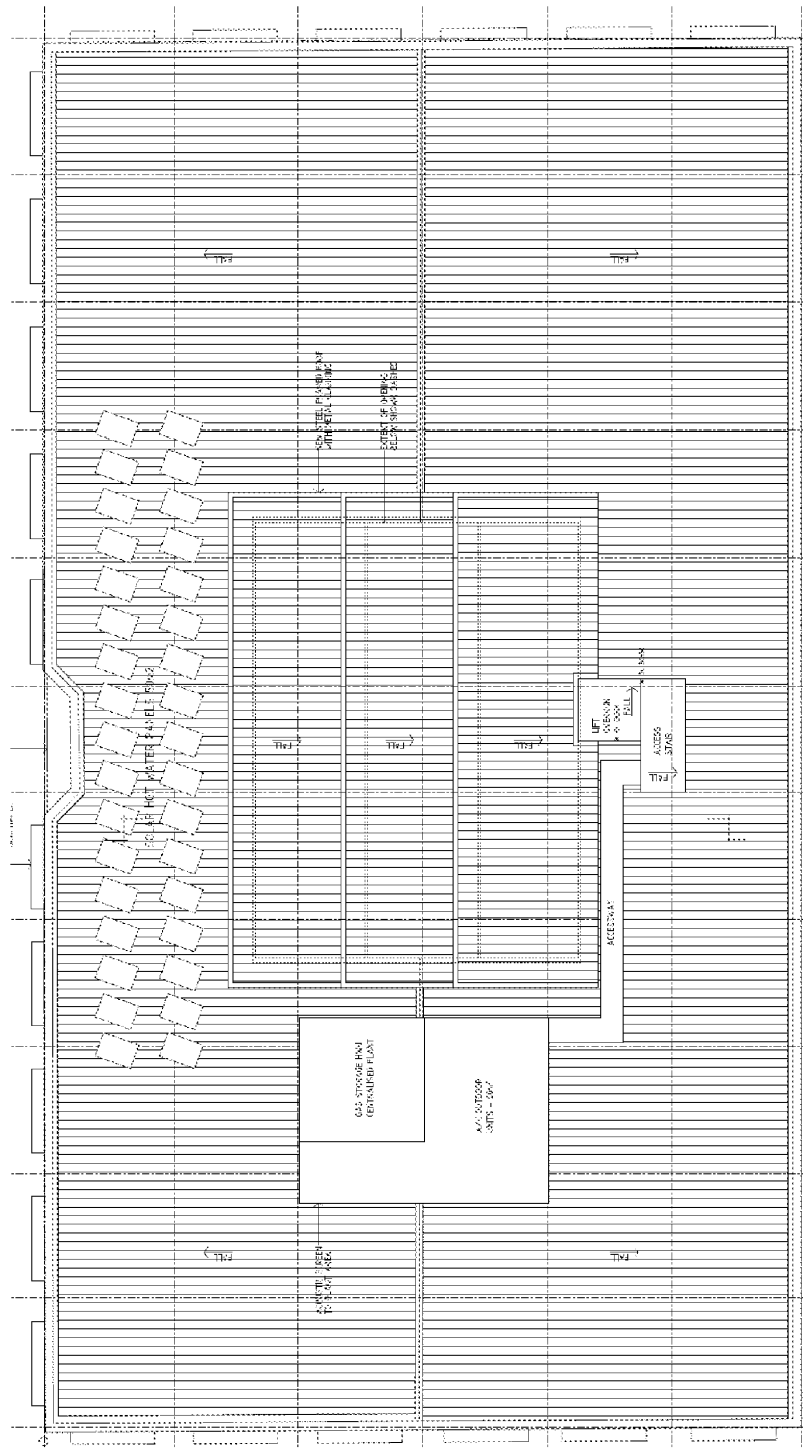 FALL
FALL
NEW STEEL FRAMED ROOF
WITH METAL CLADDING
EXTENT OF OPENING
BELOW SHOWN DASHED
SOLAR HOT WATER PANELS
FALL
FALL
FALL
LIFT
OVERRUN
FALL
ACCESS
STAIR
FALL
ACCESSWAY
GAS STORAGE HWU
CENTRALISED PLANT
A/C OUTDOOR
UNITS
ACOUSTIC SCREEN
TO PLANT AREA
FALL
FALL